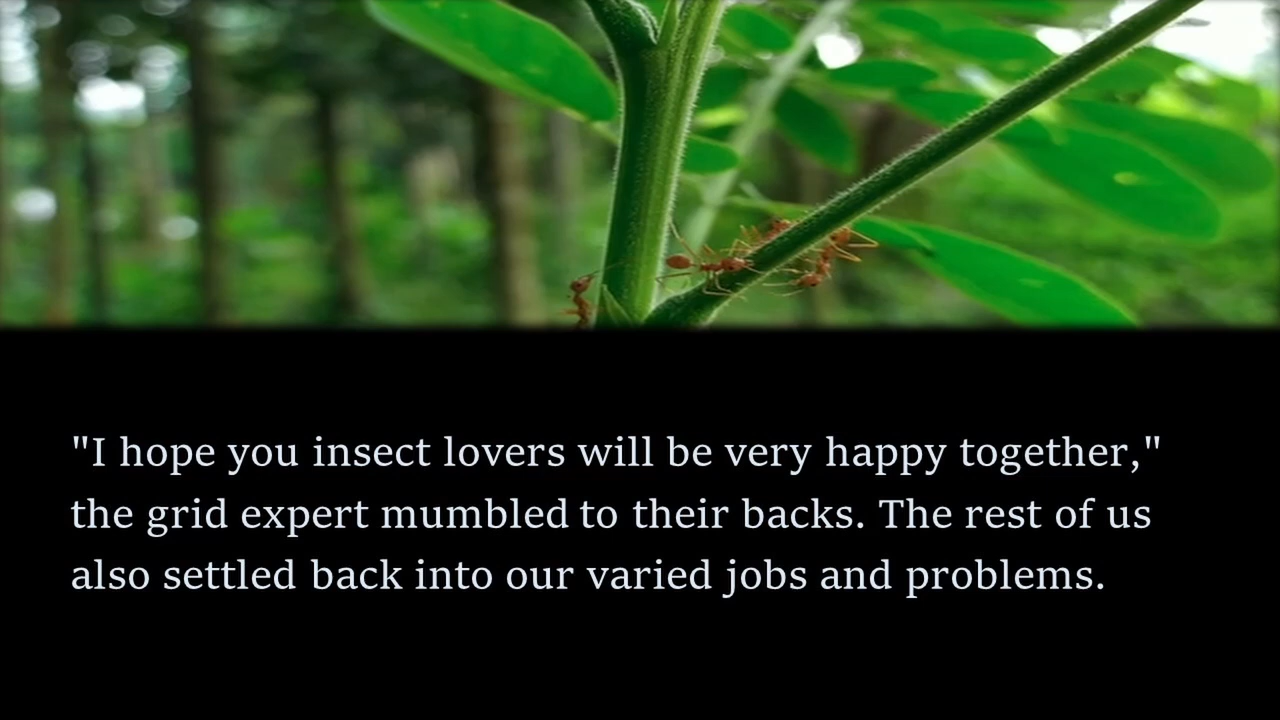 "I hope you insect lovers will be very happy together,"
the grid expert mumbled to their backs. The rest of us
also settled back into our varied jobs and problems.